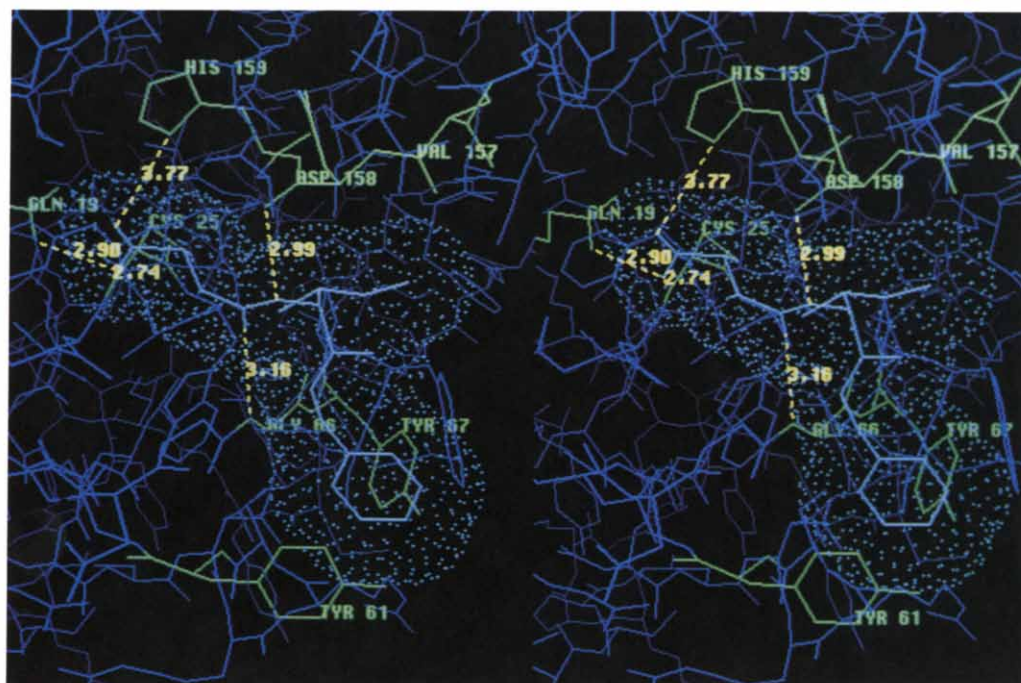 HIS 159
VAL 157
3.77
ASP 158
GLN 19
CYS 25
2.90
2.99
2.74
3.16
GLY 66
TYR 67
TYR 61
HIS 159
VAL 157
3.77
ASP 158
GLN 19
CYS 25
2.90
2.99
2.74
3.16
GLY 66
TYR 67
TYR 61